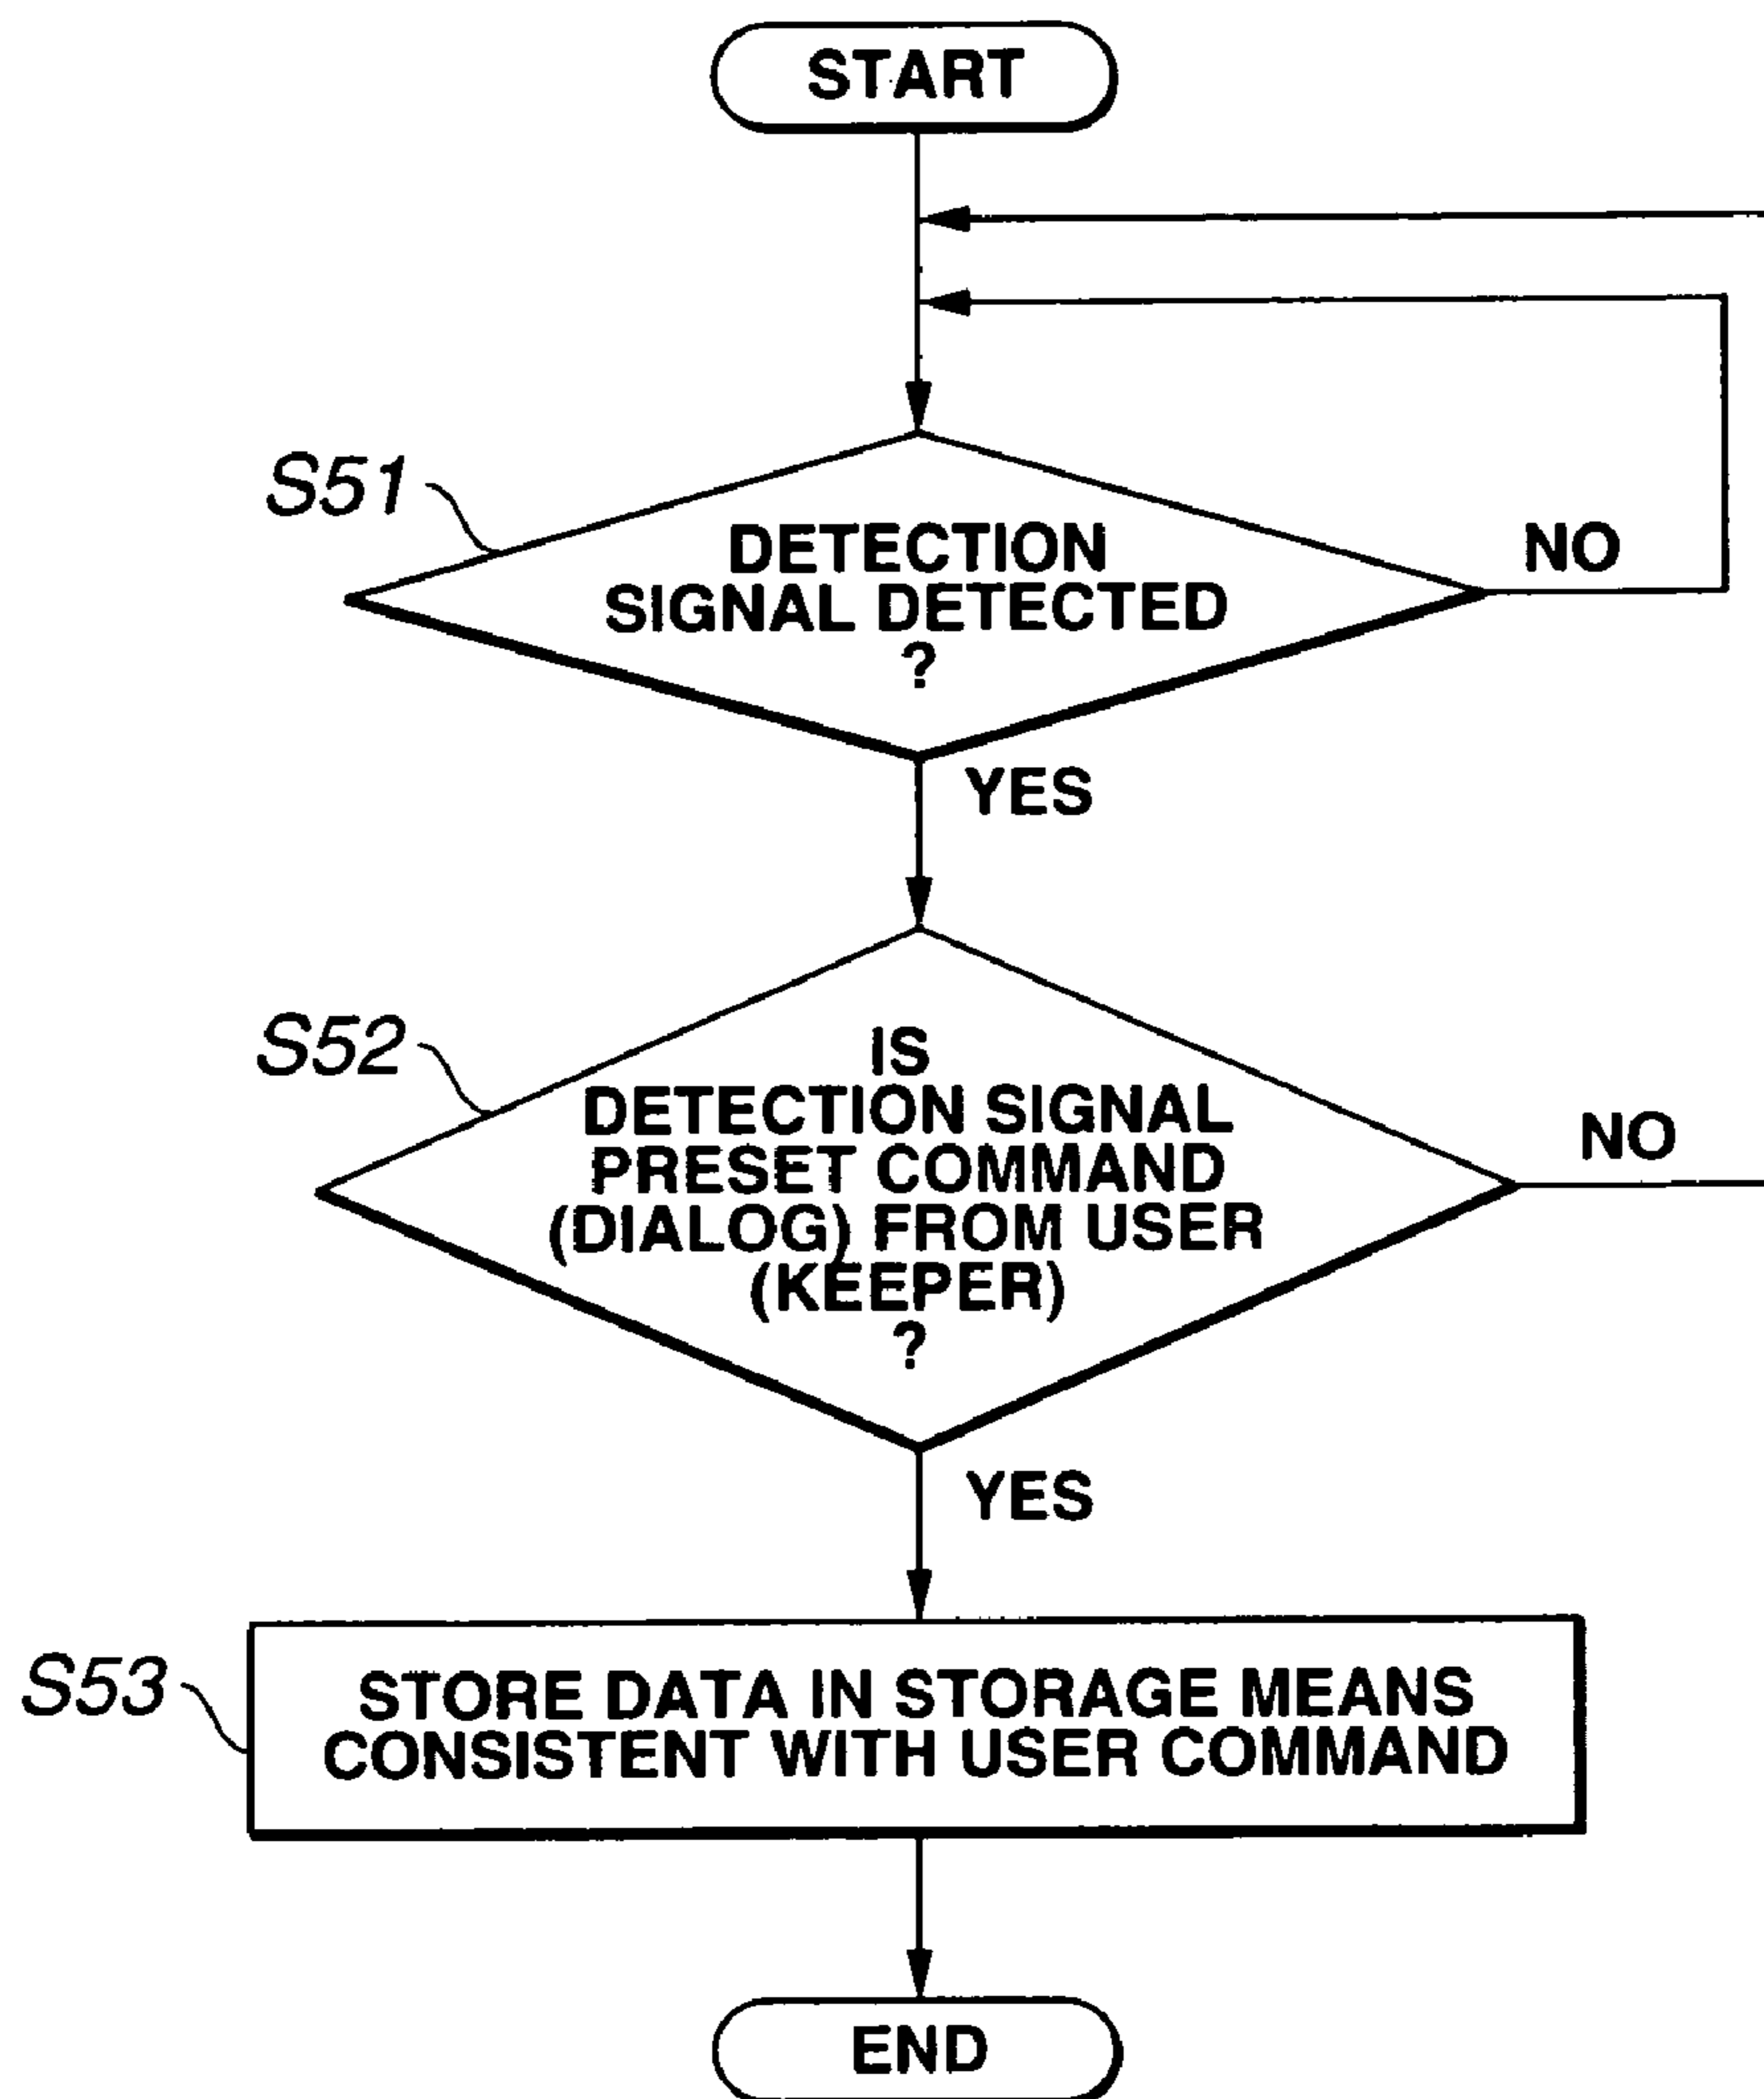 START
S51
DETECTION
SIGNAL DETECTED
?
NO
YES
S52
IS
DETECTION SIGNAL
PRESET COMMAND
(DIALOG) FROM USER
(KEEPER)
?
NO
YES
S53
STORE DATA IN STORAGE MEANS
CONSISTENT WITH USER COMMAND
END